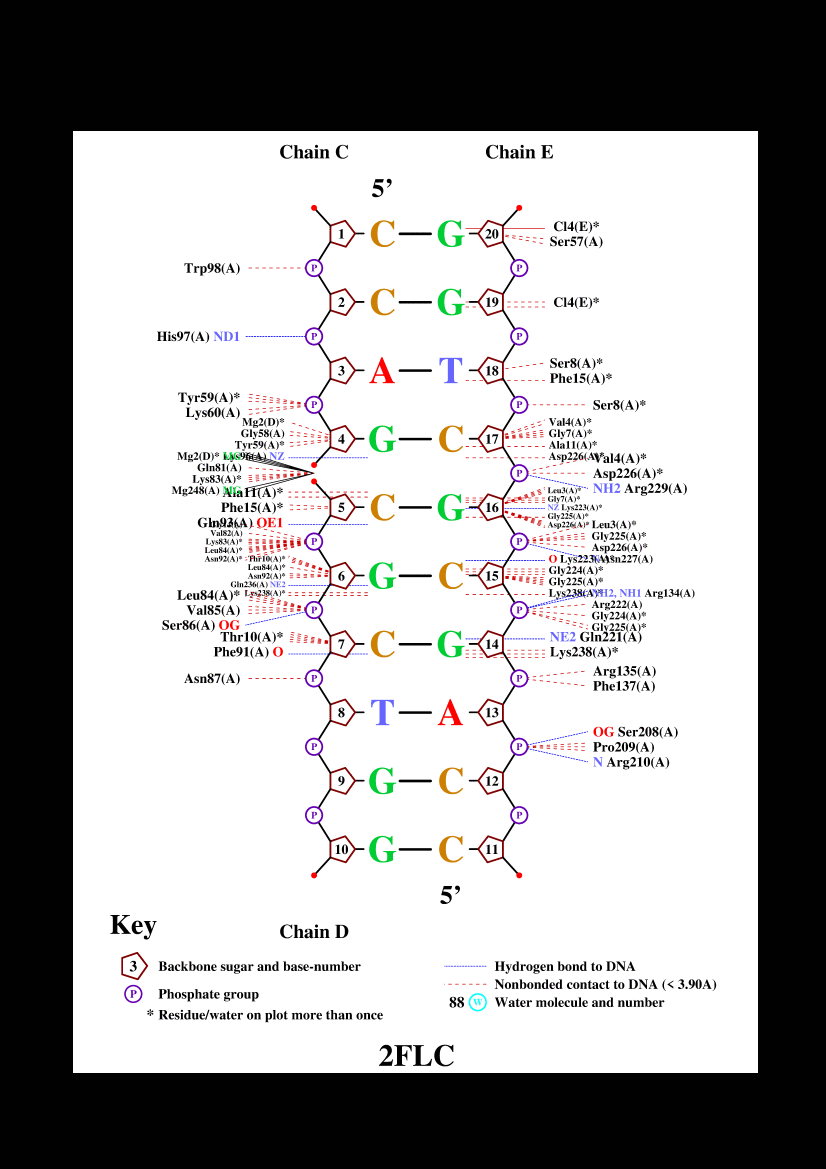 Chain C Chain E
5’
1 C G 20 Cl4(E)*
Ser57(A)
Trp98(A) P P
2 C G 19 Cl4(E)*
His97(A) ND1 P P
3 A T 18 Ser8(A)*
Phe15(A)*
Tyr59(A)* P P Ser8(A)*
Lys60(A)
Mg2(D)* Val4(A)*
Gly58(A) 4 G C 17 Gly7(A)*
Tyr59(A)* Ala11(A)*
Mg2(D)* Lys96(A) NZ Asp226(A)* Val4(A)*
Gln81(A) P Asp226(A)*
Lys83(A)* NH2 Arg229(A)
Mg248(A) MG Ala11(A)* Leu3(A)*
Gly7(A)*
Phe15(A)* 5 C G 16 NZ Lys223(A)*
Gly225(A)*
Gln93(A) OE1 Asp226(A)* Leu3(A)*
Val82(A) Gly225(A)*
Lys83(A)* P P
Leu84(A)* Asp226(A)*
Asn92(A)* Thr10(A)* O Lys223(A)* Asn227(A)
Leu84(A)* Gly224(A)*
Asn92(A)* 6 G C 15
Gln236(A) NE2 Gly225(A)*
Leu84(A)* Lys238(A)* Lys238(A)* NH2, NH1 Arg134(A)
Arg222(A)
Val85(A) P P Gly224(A)*
Ser86(A) OG Gly225(A)*
Thr10(A)* 7 C G 14 NE2 Gln221(A)
Phe91(A) O Lys238(A)*
Asn87(A) P P Arg135(A)
Phe137(A)
8 T A 13
OG Ser208(A)
P P Pro209(A)
N Arg210(A)
9 G C 12
P P
10 G C 11
5’
Key
Chain D
3 Backbone sugar and base-number
Hydrogen bond to DNA
Nonbonded contact to DNA (< 3.90A)
P Phosphate group
88 W Water molecule and number
* Residue/water on plot more than once
2FLC